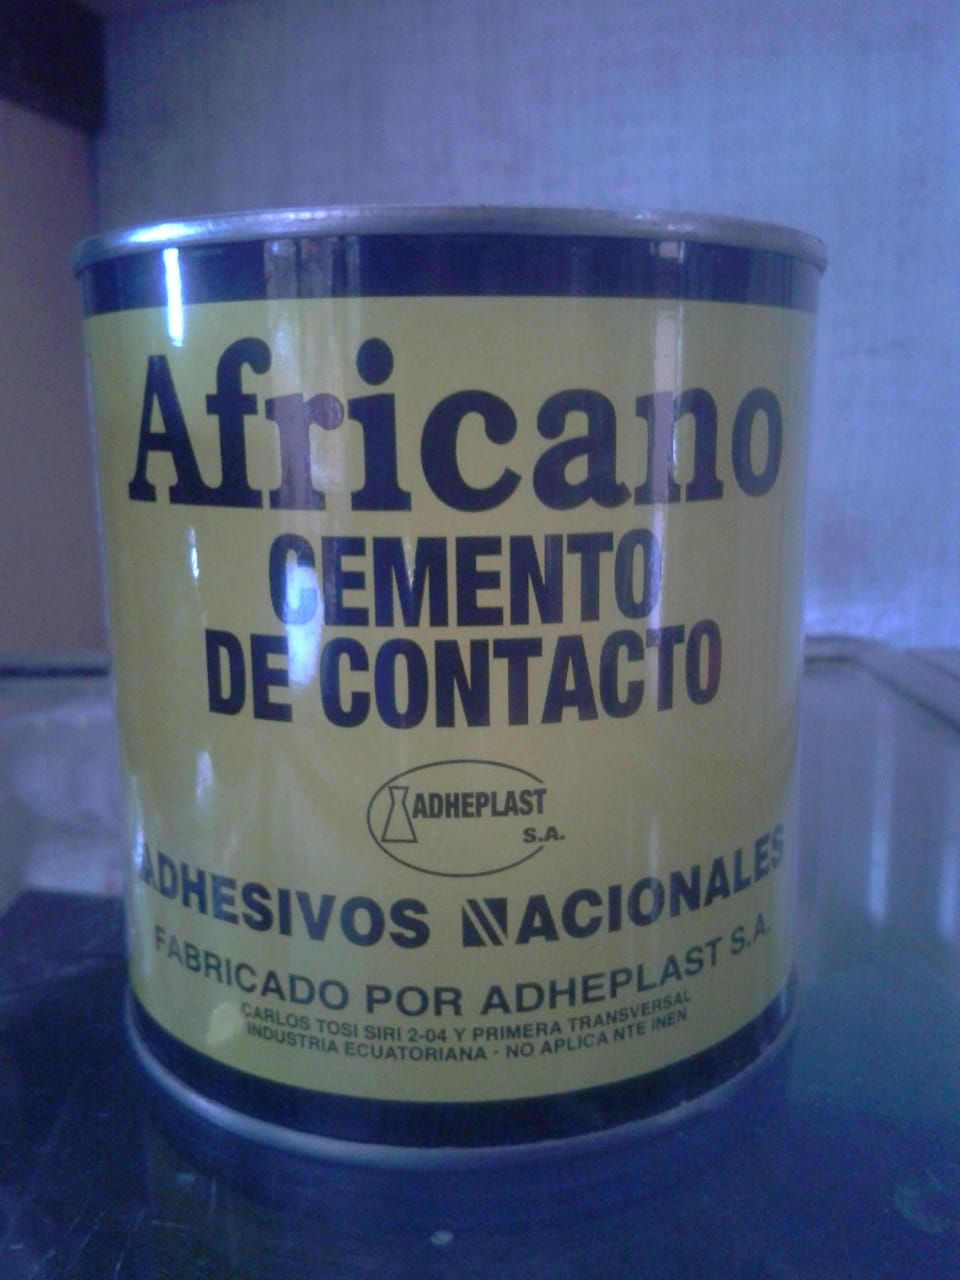 Africano
CEMENTO
DE CONTACTO
ADHEPLAST
S.A.
ADHESIVOS NACIONALES
FABRICADO POR ADHEPLAST S.A.
CARLOS TOSI SIRI 2-04 Y PRIMERA TRANSVERSAL
INDUSTRIA ECUATORIANA · NO APLICA NTE INEN